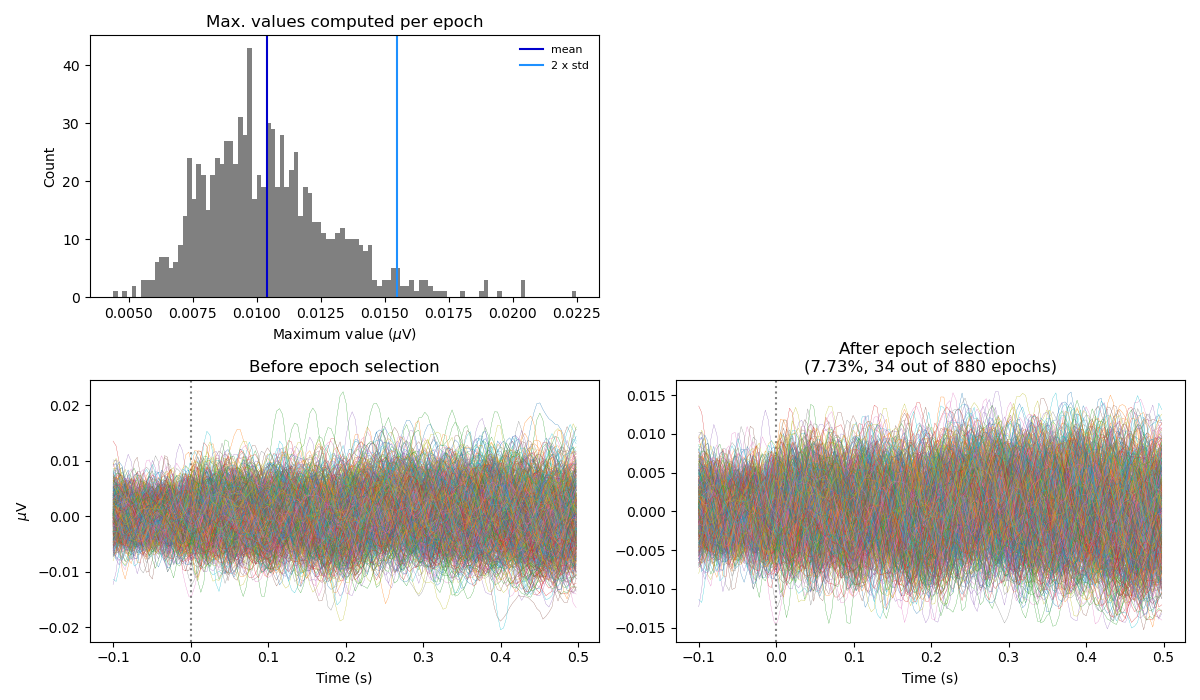 Max. values computed per epoch
mean
2 x std
Count
40
30
20
10
0
0.0050 0.0075 0.0100 0.0125 0.0150 0.0175 0.0200 0.0225
Maximum value (μV)
Before epoch selection
μV
0.02
0.01
0.00
−0.01
−0.02
−0.1 0.0 0.1 0.2 0.3 0.4 0.5
Time (s)
After epoch selection
(7.73%, 34 out of 880 epochs)
0.015
0.010
0.005
0.000
−0.005
−0.010
−0.015
−0.1 0.0 0.1 0.2 0.3 0.4 0.5
Time (s)